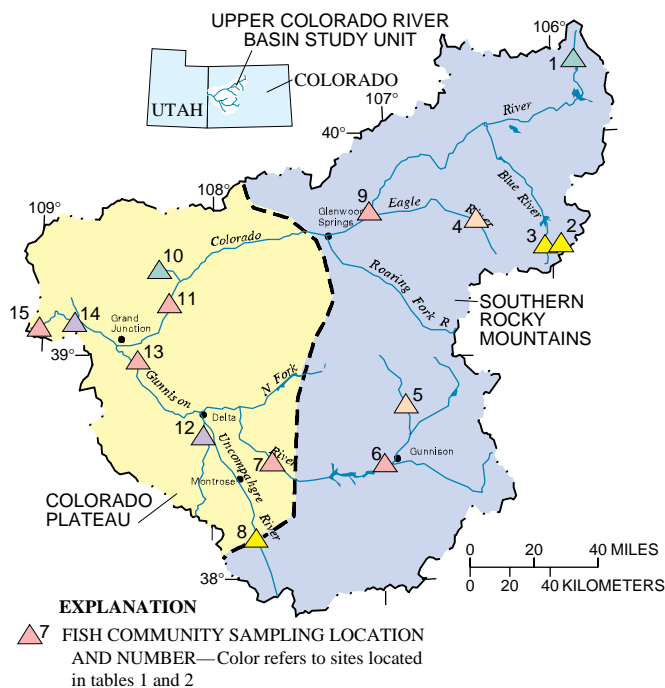 UPPER COLORADO RIVER
BASIN STUDY UNIT
COLORADO
UTAH
106°
1
107°
River
40°
Blue River
108°
9
Eagle
River
4
3
2
109°
Glenwood
Springs
Colorado
10
Roaring Fork R
11
SOUTHERN
ROCKY
MOUNTAINS
15
14
Grand
Junction
39°
13
Gunnison
N Fork
5
Delta
12
Uncompahgre
River
7
River
6
Gunnison
Montrose
COLORADO
PLATEAU
8
38°
0 20 40 MILES
0 20 40 KILOMETERS
EXPLANATION
7 FISH COMMUNITY SAMPLING LOCATION
AND NUMBER—Color refers to sites located
in tables 1 and 2